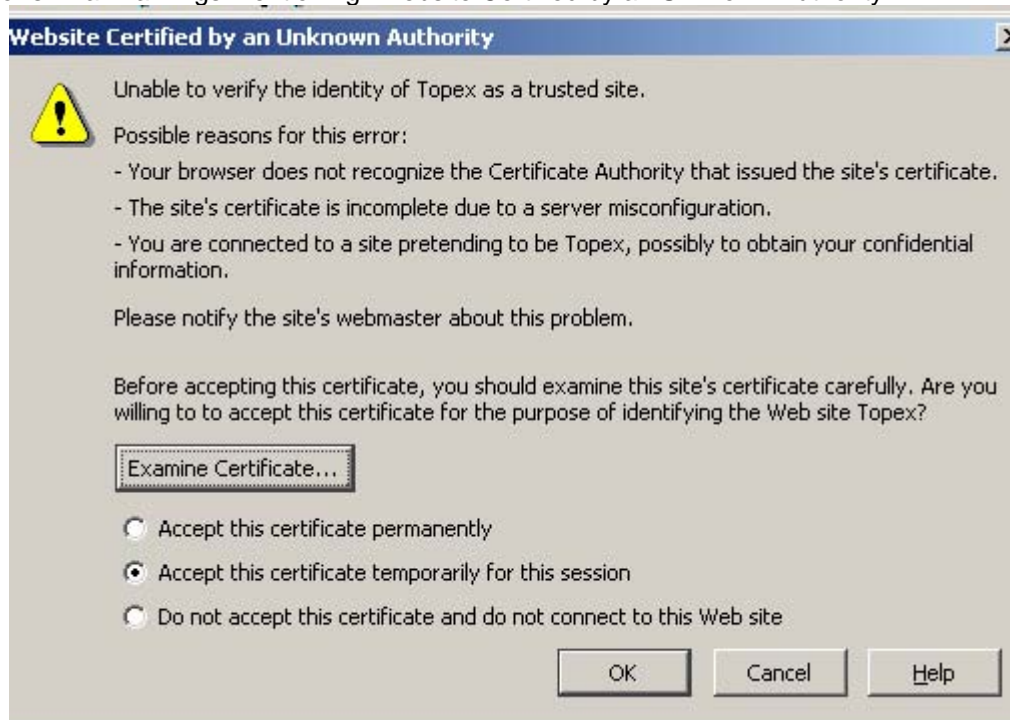 Website Certified by an Unknown Authority
Unable to verify the identity of Topex as a trusted site.
Possible reasons for this error:
- Your browser does not recognize the Certificate Authority that issued the site's certificate.
- The site's certificate is incomplete due to a server misconfiguration.
- You are connected to a site pretending to be Topex, possibly to obtain your confidential
information.
Please notify the site's webmaster about this problem.
Before accepting this certificate, you should examine this site's certificate carefully. Are you
willing to to accept this certificate for the purpose of identifying the Web site Topex?
Examine Certificate...
Accept this certificate permanently
Accept this certificate temporarily for this session
Do not accept this certificate and do not connect to this Web site
OK Cancel Help